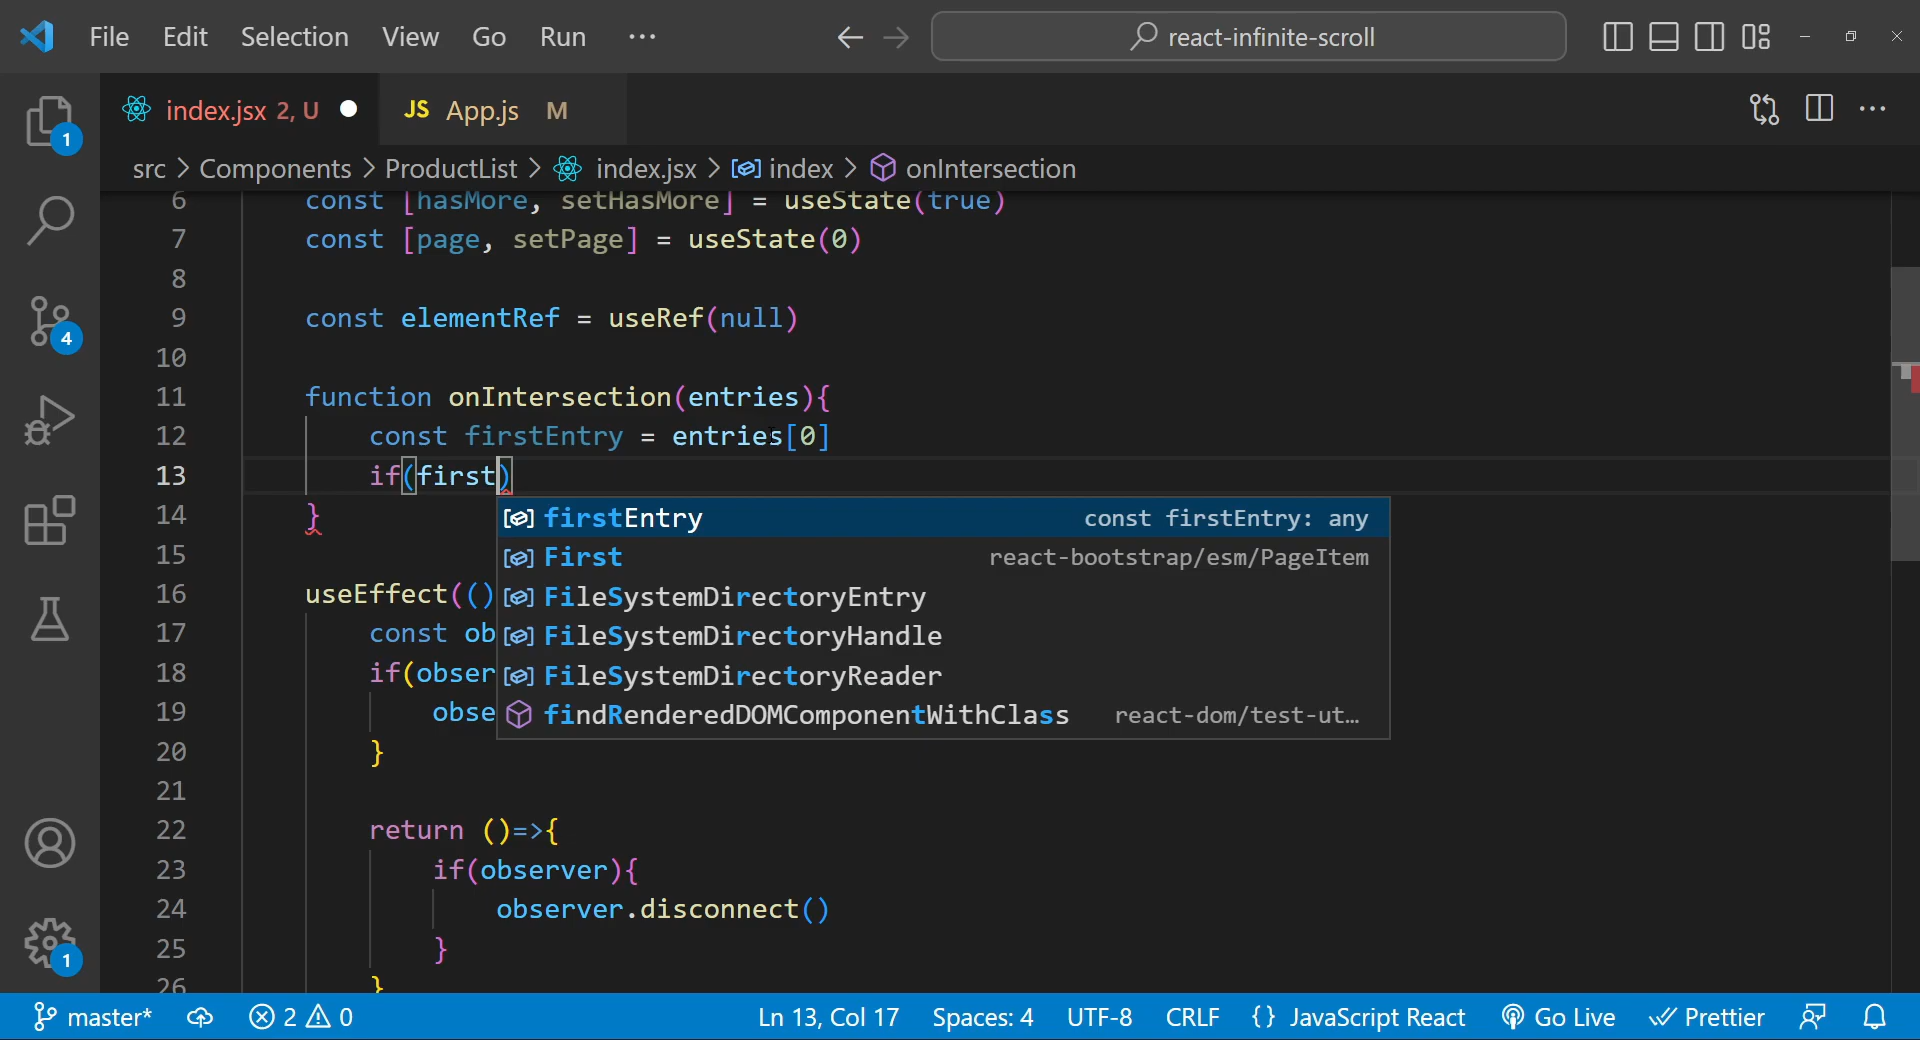 File Edit Selection View Go Run ··· react-infinite-scroll
index.jsx 2, U JS App.js M
src > Components > ProductList > index.jsx > index > onIntersection
1
4
1
6 const [hasMore, setHasMore] = useState(true)
7 const [page, setPage] = useState(0)
8
9 const elementRef = useRef(null)
10
11 function onIntersection(entries){
12 const firstEntry = entries[0]
13 if(first)
14 }
firstEntry const firstEntry: any
15
First react-bootstrap/esm/PageItem
16 useEffect(()
FileSystemDirectoryEntry
17 const ob
FileSystemDirectoryHandle
18 if(obser
FileSystemDirectoryReader
19 obse
findRenderedDOMComponentWithClass react-dom/test-ut…
20 }
21
22 return ()=>{
23 if(observer){
24 observer.disconnect()
25 }
26 }
master* 2 0 Ln 13, Col 17 Spaces: 4 UTF-8 CRLF {} JavaScript React Go Live Prettier